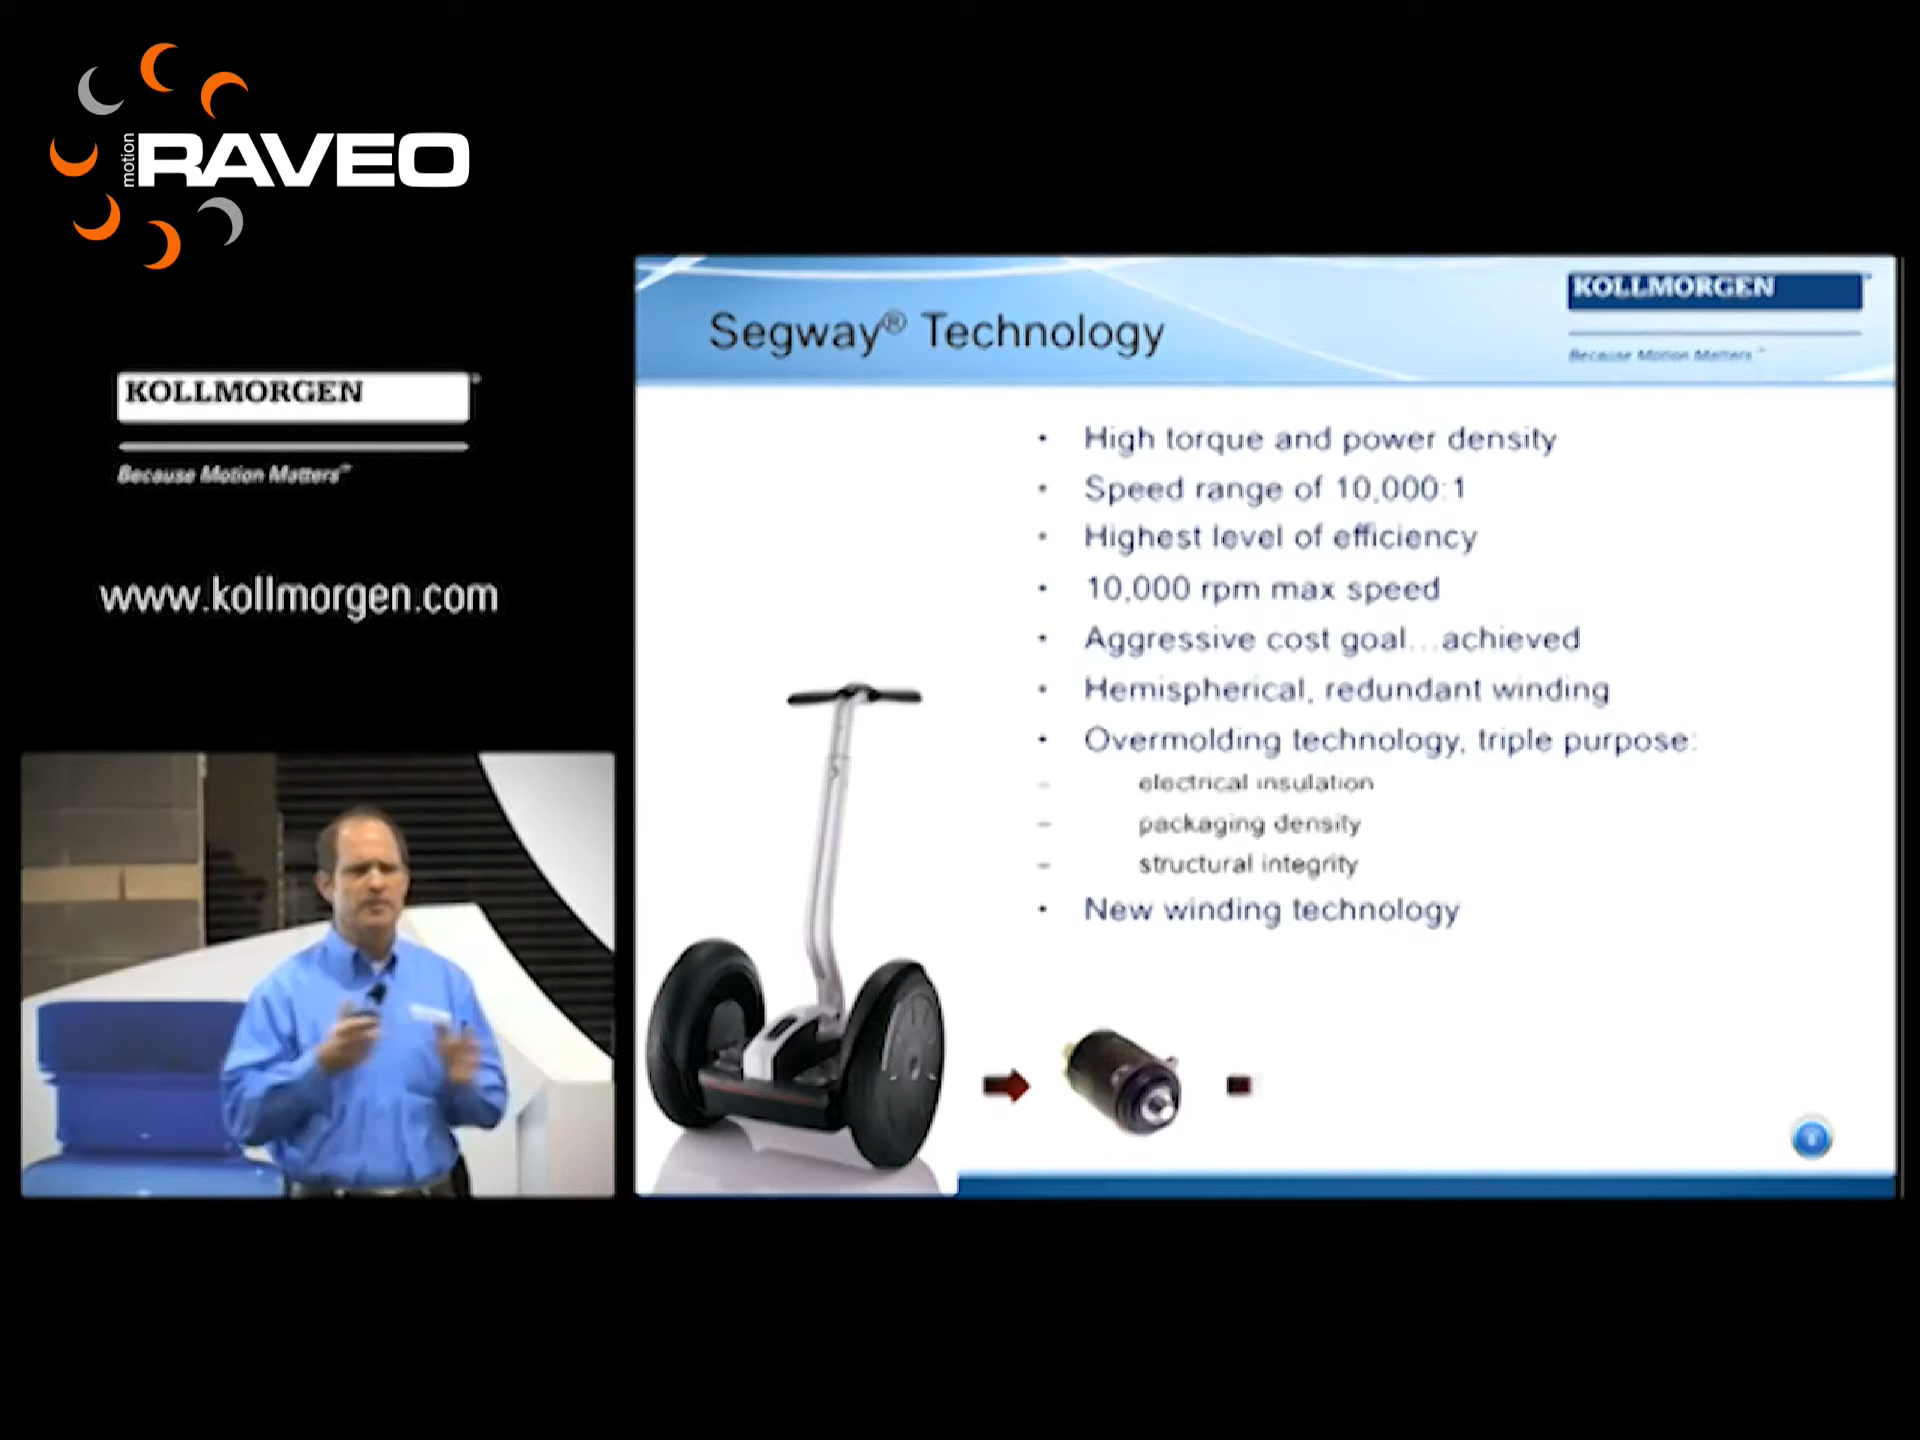 motion RAVEO
KOLLMORGEN
Because Motion Matters™
www.kollmorgen.com
Segway® Technology
KOLLMORGEN
Because Motion Matters™
• High torque and power density
• Speed range of 10,000:1
• Highest level of efficiency
• 10,000 rpm max speed
• Aggressive cost goal...achieved
• Hemispherical, redundant winding
• Overmolding technology, triple purpose:
– electrical insulation
– packaging density
– structural integrity
• New winding technology